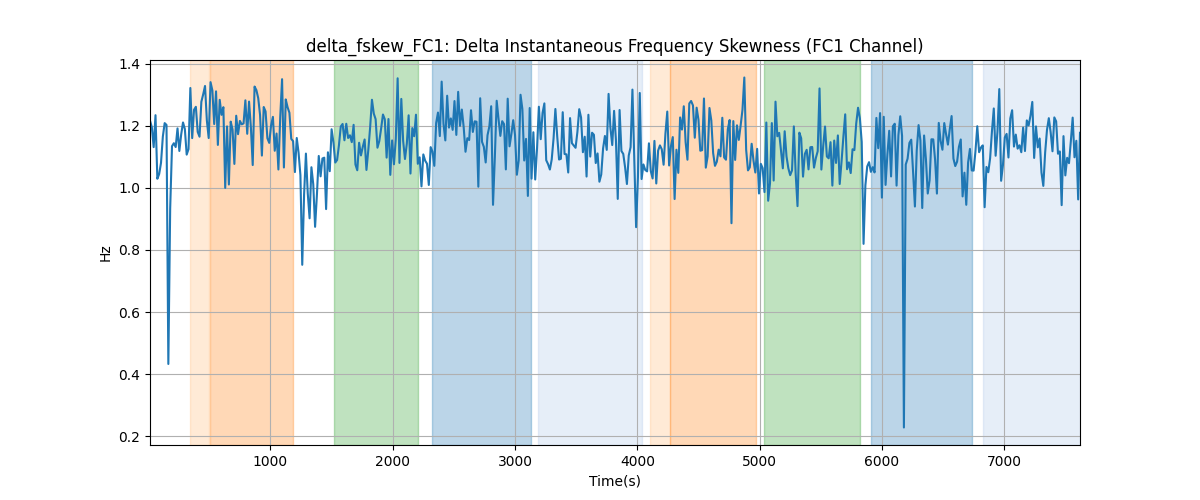 delta_fskew_FC1: Delta Instantaneous Frequency Skewness (FC1 Channel)
1.4
1.2
1.0
0.8
0.6
0.4
0.2
Hz
1000 2000 3000 4000 5000 6000 7000
Time(s)